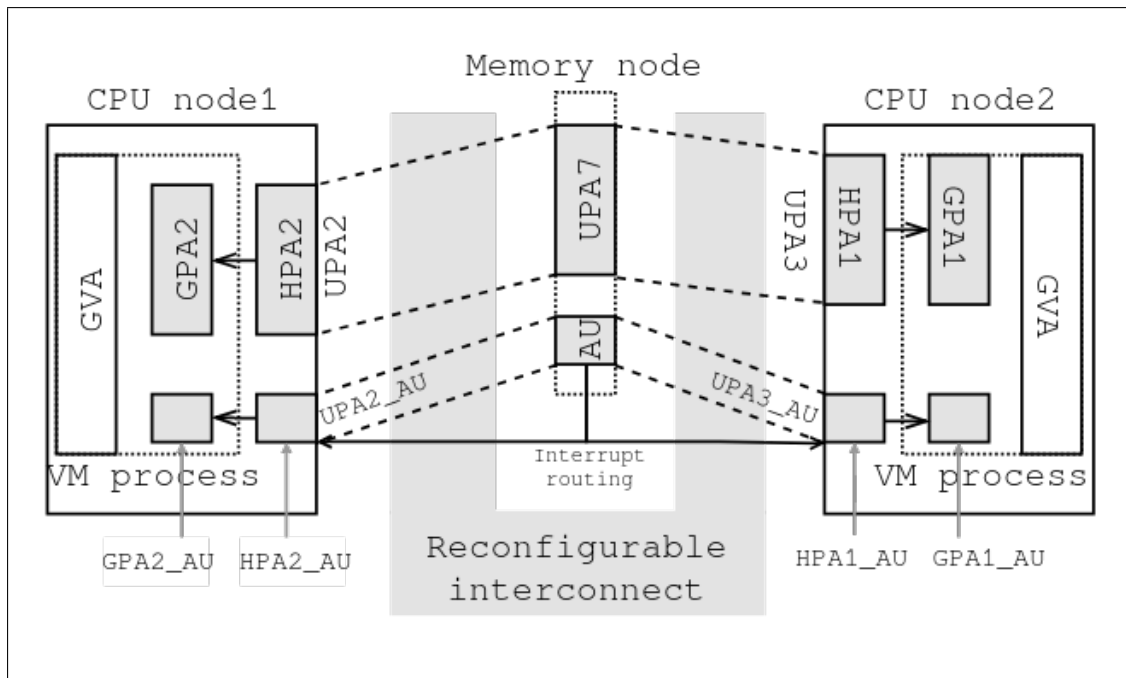 Memory node
CPU node1
CPU node2
GVA
GPA2
HPA2
UPA2
UPA7
UPA3
HPA1
GPA1
GVA
AU
UPA2_AU
UPA3_AU
Interrupt
routing
VM process
VM process
Reconfigurable
interconnect
GPA2_AU
HPA2_AU
HPA1_AU
GPA1_AU